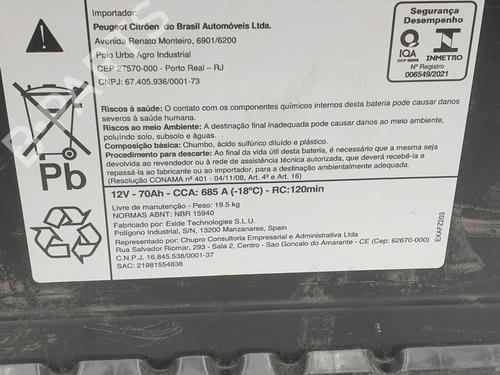 Importador:
Peugeot Citröen do Brasil Automóveis Ltda.
Avenida Renato Monteiro, 6901/6200
Polo Urbo Agro Industrial
CEP 27570-000 - Porto Real – RJ
CNPJ: 67.405.936/0001-73
Segurança
Desempenho
IQA
OCP 0005
INMETRO
Nº Registro
006549/2021
Riscos à saúde: O contato com os componentes químicos internos desta bateria pode causar danos
severos à saúde humana.
Riscos ao meio Ambiente: A destinação final inadequada pode causar danos ao meio ambiente,
poluindo solo, subsolo e águas.
Composição básica: Chumbo, ácido sulfúrico diluído e plástico.
Procedimento para descarte: Ao final da vida útil desta bateria, é necessário que a mesma seja
devolvida ao revendedor ou à rede de assistência técnica autorizada, que deverá recebê-la e
repassá-la ao fabricante ou importador, para a destinação ambientalmente adequada.
(Resolução CONAMA nº 401 - 04/11/08, Art. 4º e Art. 16)
Pb
12V - 70Ah - CCA: 685 A (-18ºC) - RC:120min
Livre de manutenção - Peso: 19.5 kg
NORMAS ABNT: NBR 15940
Fabricado por: Exide Technologies S.L.U.
Polígono Industrial, S/N, 13200 Manzanares, Spain
Representado por: Chupro Consultoria Empresarial e Administrativa Ltda
Rua Salvador Riomar, 293 - Sala 2, Centro - Sao Goncalo do Amarante - CE (Cep: 62670-000)
C.N.P.J. 16.845.538/0001-37
SAC: 21981554838
EXAFZ203